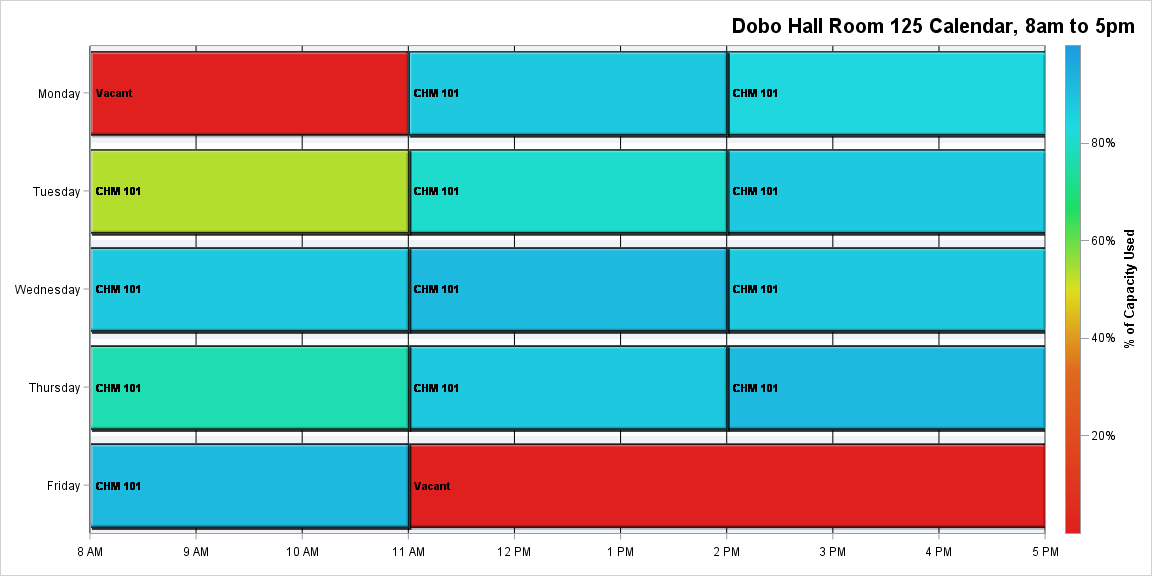 Dobo Hall Room 125 Calendar, 8am to 5pm
Monday
Vacant
CHM 101
CHM 101
Tuesday
CHM 101
CHM 101
CHM 101
Wednesday
CHM 101
CHM 101
CHM 101
Thursday
CHM 101
CHM 101
CHM 101
Friday
CHM 101
Vacant
8 AM 9 AM 10 AM 11 AM 12 PM 1 PM 2 PM 3 PM 4 PM 5 PM
80%
60%
40%
20%
% of Capacity Used